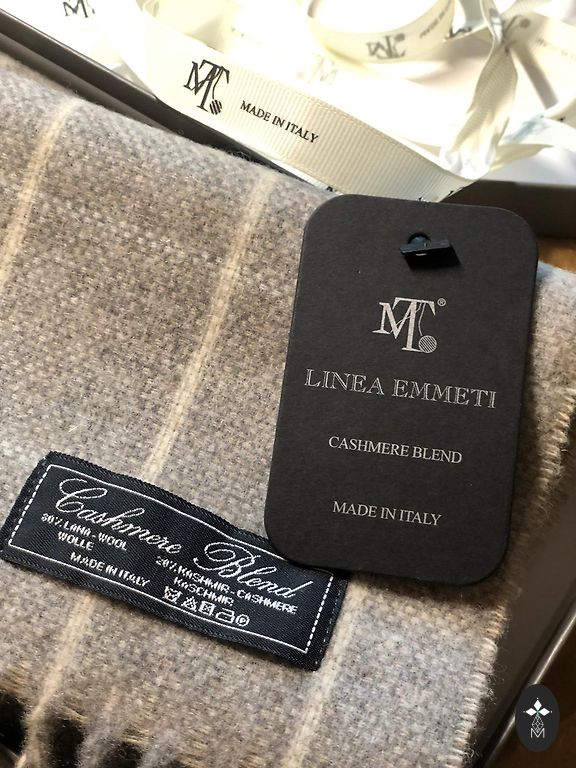 MT
MADE IN ITALY
MT®
LINEA EMMETI
CASHMERE BLEND
MADE IN ITALY
Cashmere Blend
80% LANA - WOOL
WOLLE
20% KASHMIR - CASHMERE
KASCHMIR
MADE IN ITALY